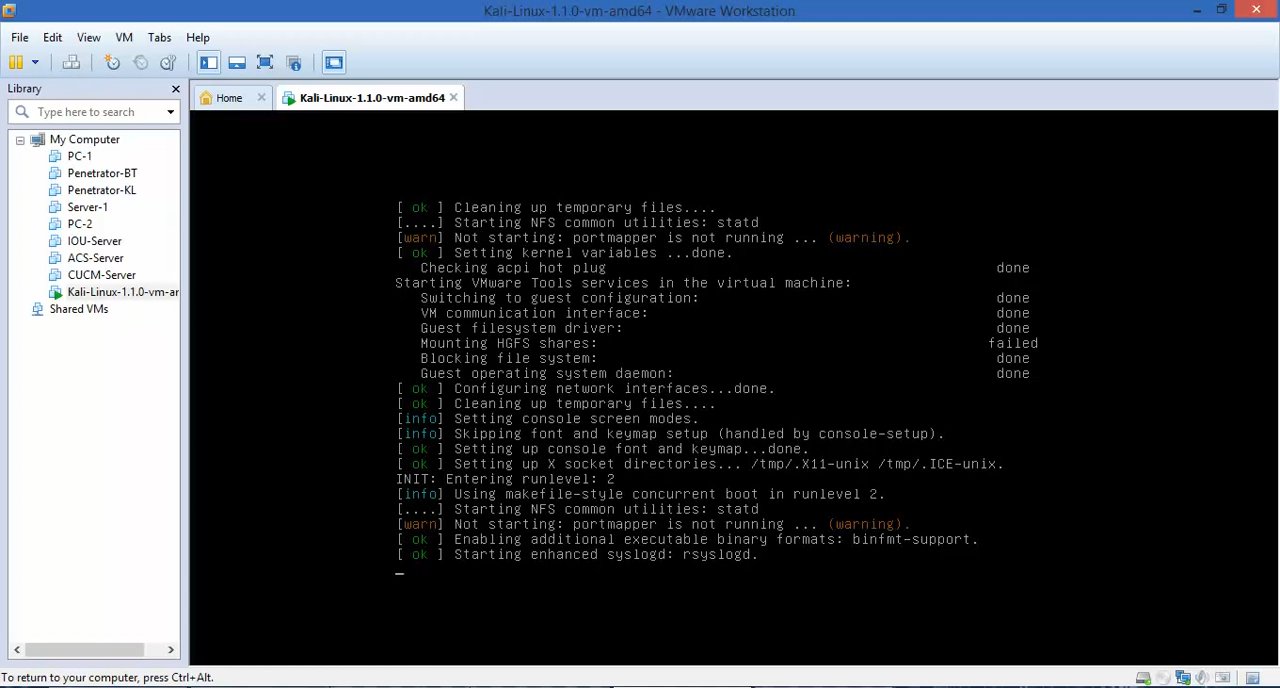 Kali-Linux-1.1.0-vm-amd64 - VMware Workstation
File Edit View VM Tabs Help
Library
Type here to search
My Computer
PC-1
Penetrator-BT
Penetrator-KL
Server-1
PC-2
IOU-Server
ACS-Server
CUCM-Server
Kali-Linux-1.1.0-vm-ar
Shared VMs
Home
Kali-Linux-1.1.0-vm-amd64
[ ok ] Cleaning up temporary files....
[....] Starting NFS common utilities: statd
[warn] Not starting: portmapper is not running ... (warning).
[ ok ] Setting kernel variables ...done.
Checking acpi hot plug done
Starting VMware Tools services in the virtual machine:
Switching to guest configuration: done
VM communication interface: done
Guest filesystem driver: done
Mounting HGFS shares: failed
Blocking file system: done
Guest operating system daemon: done
[ ok ] Configuring network interfaces...done.
[ ok ] Cleaning up temporary files....
[info] Setting console screen modes.
[info] Skipping font and keymap setup (handled by console-setup).
[ ok ] Setting up console font and keymap...done.
[ ok ] Setting up X socket directories... /tmp/.X11-unix /tmp/.ICE-unix.
INIT: Entering runlevel: 2
[info] Using makefile-style concurrent boot in runlevel 2.
[....] Starting NFS common utilities: statd
[warn] Not starting: portmapper is not running ... (warning).
[ ok ] Enabling additional executable binary formats: binfmt-support.
[ ok ] Starting enhanced syslogd: rsyslogd.
To return to your computer, press Ctrl+Alt.